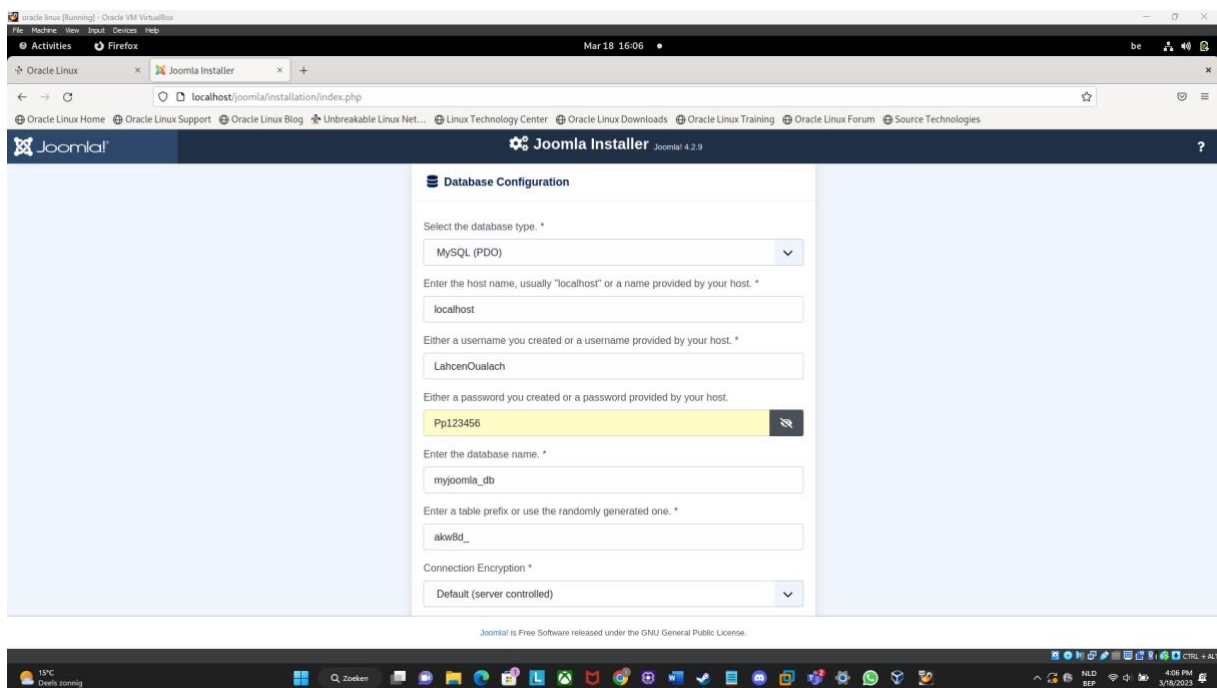 oracle linux [Running] - Oracle VM VirtualBox
File Machine View Input Devices Help
Activities Firefox Mar 18 16:06 be
Oracle Linux × Joomla Installer × + ×
localhost/joomla/installation/index.php
Oracle Linux Home Oracle Linux Support Oracle Linux Blog Unbreakable Linux Net... Linux Technology Center Oracle Linux Downloads Oracle Linux Training Oracle Linux Forum Source Technologies
Joomla!® Joomla Installer Joomla! 4.2.9 ?
Database Configuration
Select the database type. *
MySQL (PDO)
Enter the host name, usually "localhost" or a name provided by your host. *
localhost
Either a username you created or a username provided by your host. *
LahcenOualach
Either a password you created or a password provided by your host.
Pp123456
Enter the database name. *
myjoomla_db
Enter a table prefix or use the randomly generated one. *
akw8d_
Connection Encryption *
Default (server controlled)
Joomla! is Free Software released under the GNU General Public License.
CTRL + ALT
15°C
Deels zonnig
Zoeken
NLD
BEP
4:06 PM
3/18/2023